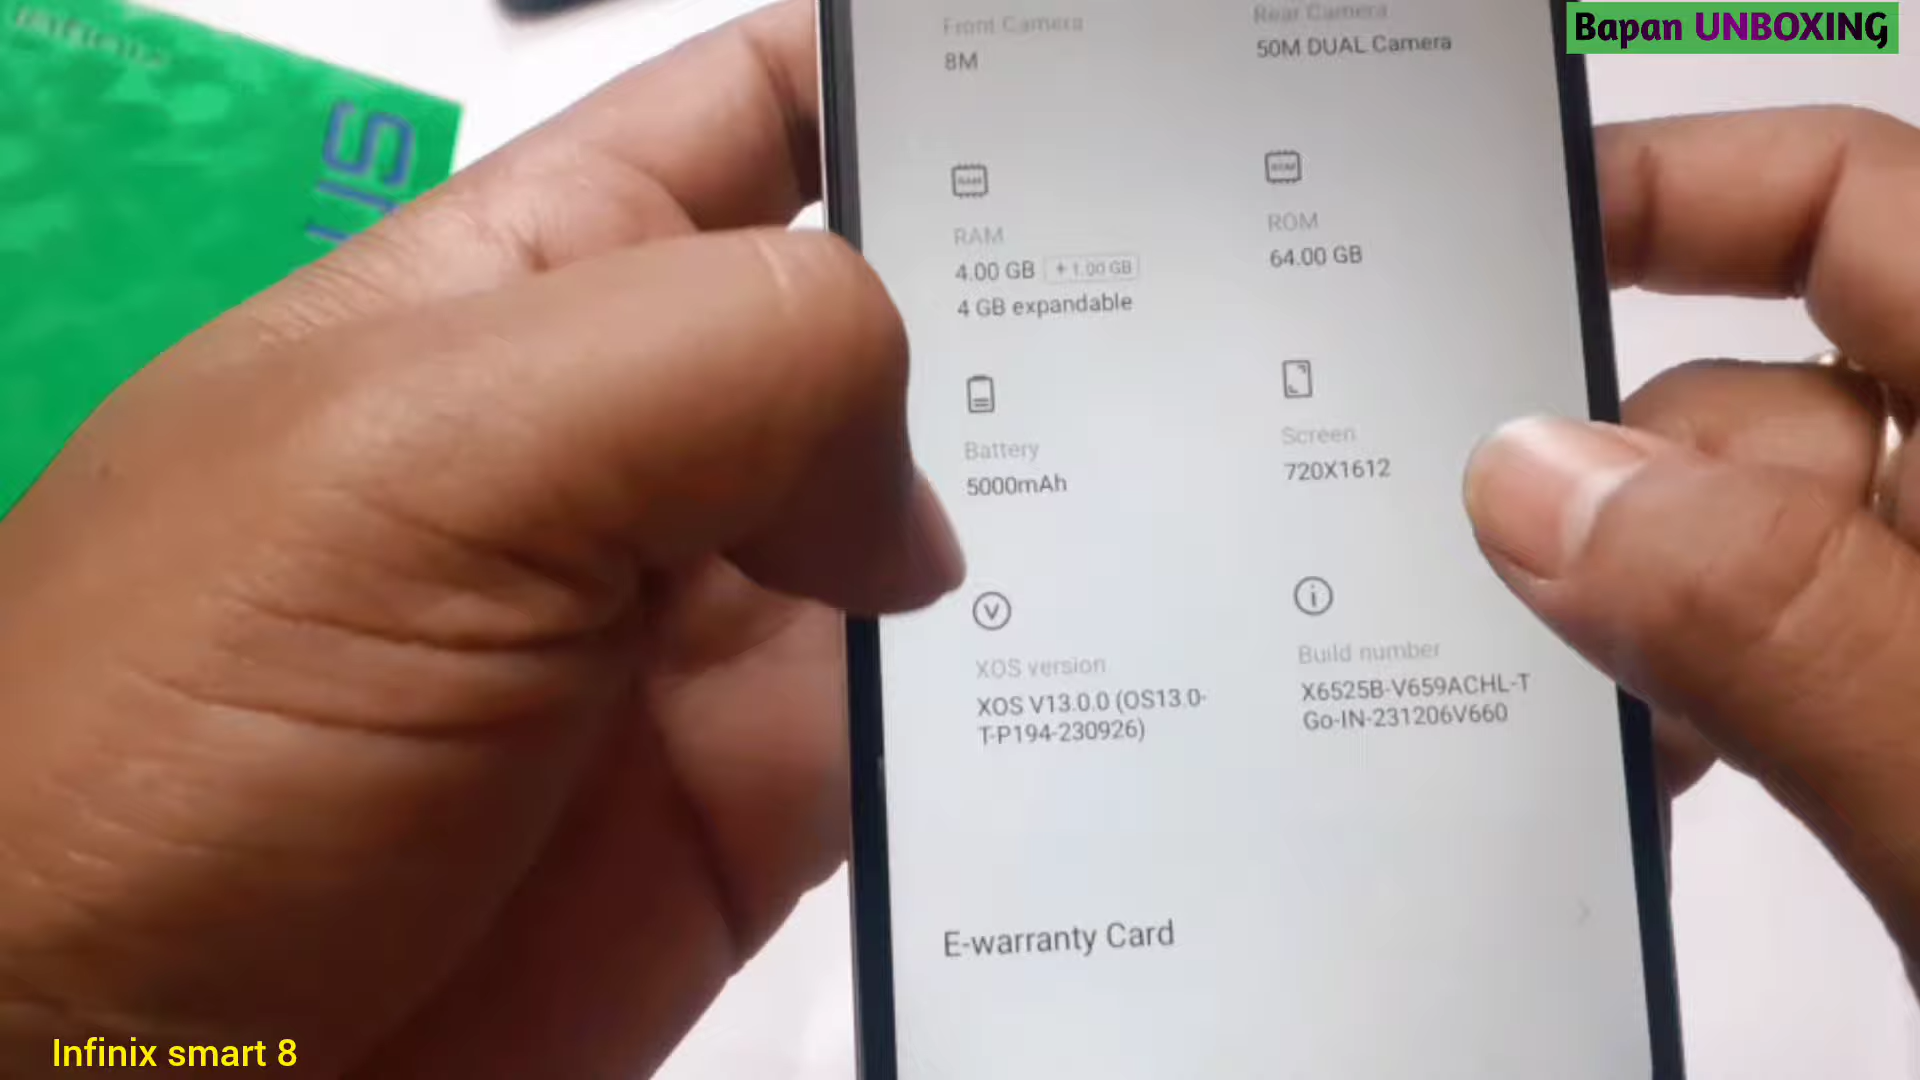 Bapan UNBOXING
Front Camera
8M
Rear Camera
50M DUAL Camera
RAM
4.00 GB + 1.00 GB
4 GB expandable
ROM
64.00 GB
Battery
5000mAh
Screen
720X1612
XOS version
XOS V13.0.0 (OS13.0-
T-P194-230926)
Build number
X6525B-V659ACHL-T
Go-IN-231206V660
E-warranty Card
Infinix smart 8